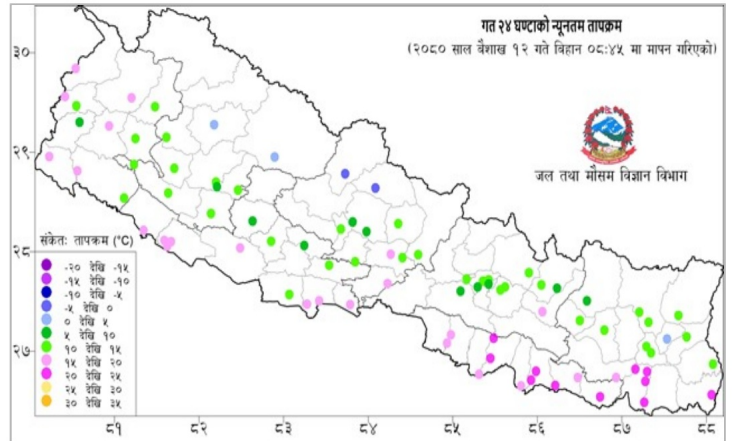 गत २४ घण्टाको न्यूनतम तापक्रम
(२०८० साल बैशाख १२ गते विहान ०८:४५ मा मापन गरिएको)
जल तथा मौसम विज्ञान विभाग
संकेतः तापक्रम (°C)
-२० देखि -१५
-१५ देखि -१०
-१० देखि -५
-५ देखि ०
० देखि ५
५ देखि १०
१० देखि १५
१५ देखि २०
२० देखि २५
२५ देखि ३०
३० देखि ३५
३०
२९
२८
२७
८१
८२
८३
८४
८५
८६
८७
८८